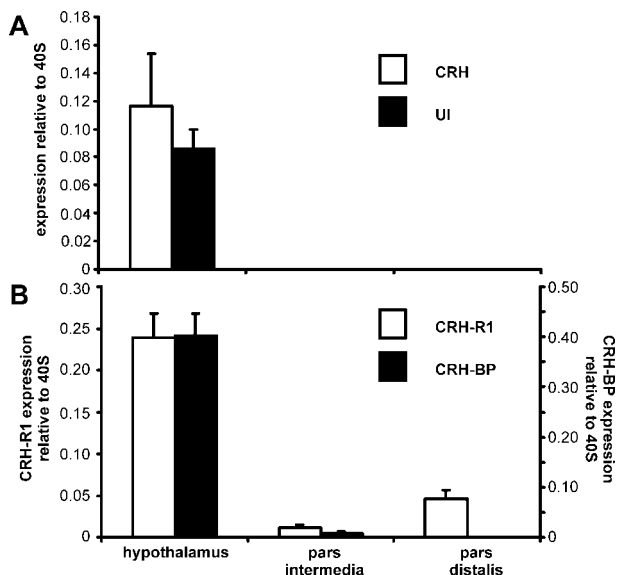 A
expression relative to 40S
0.18
0.16
0.14
0.12
0.10
0.08
0.06
0.04
0.02
0
CRH
UI
B
CRH-R1 expression
relative to 40S
0.30
0.25
0.20
0.15
0.10
0.05
0
CRH-R1
CRH-BP
0.50
0.40
0.30
0.20
0.10
0
CRH-BP expression
relative to 40S
hypothalamus
pars
intermedia
pars
distalis